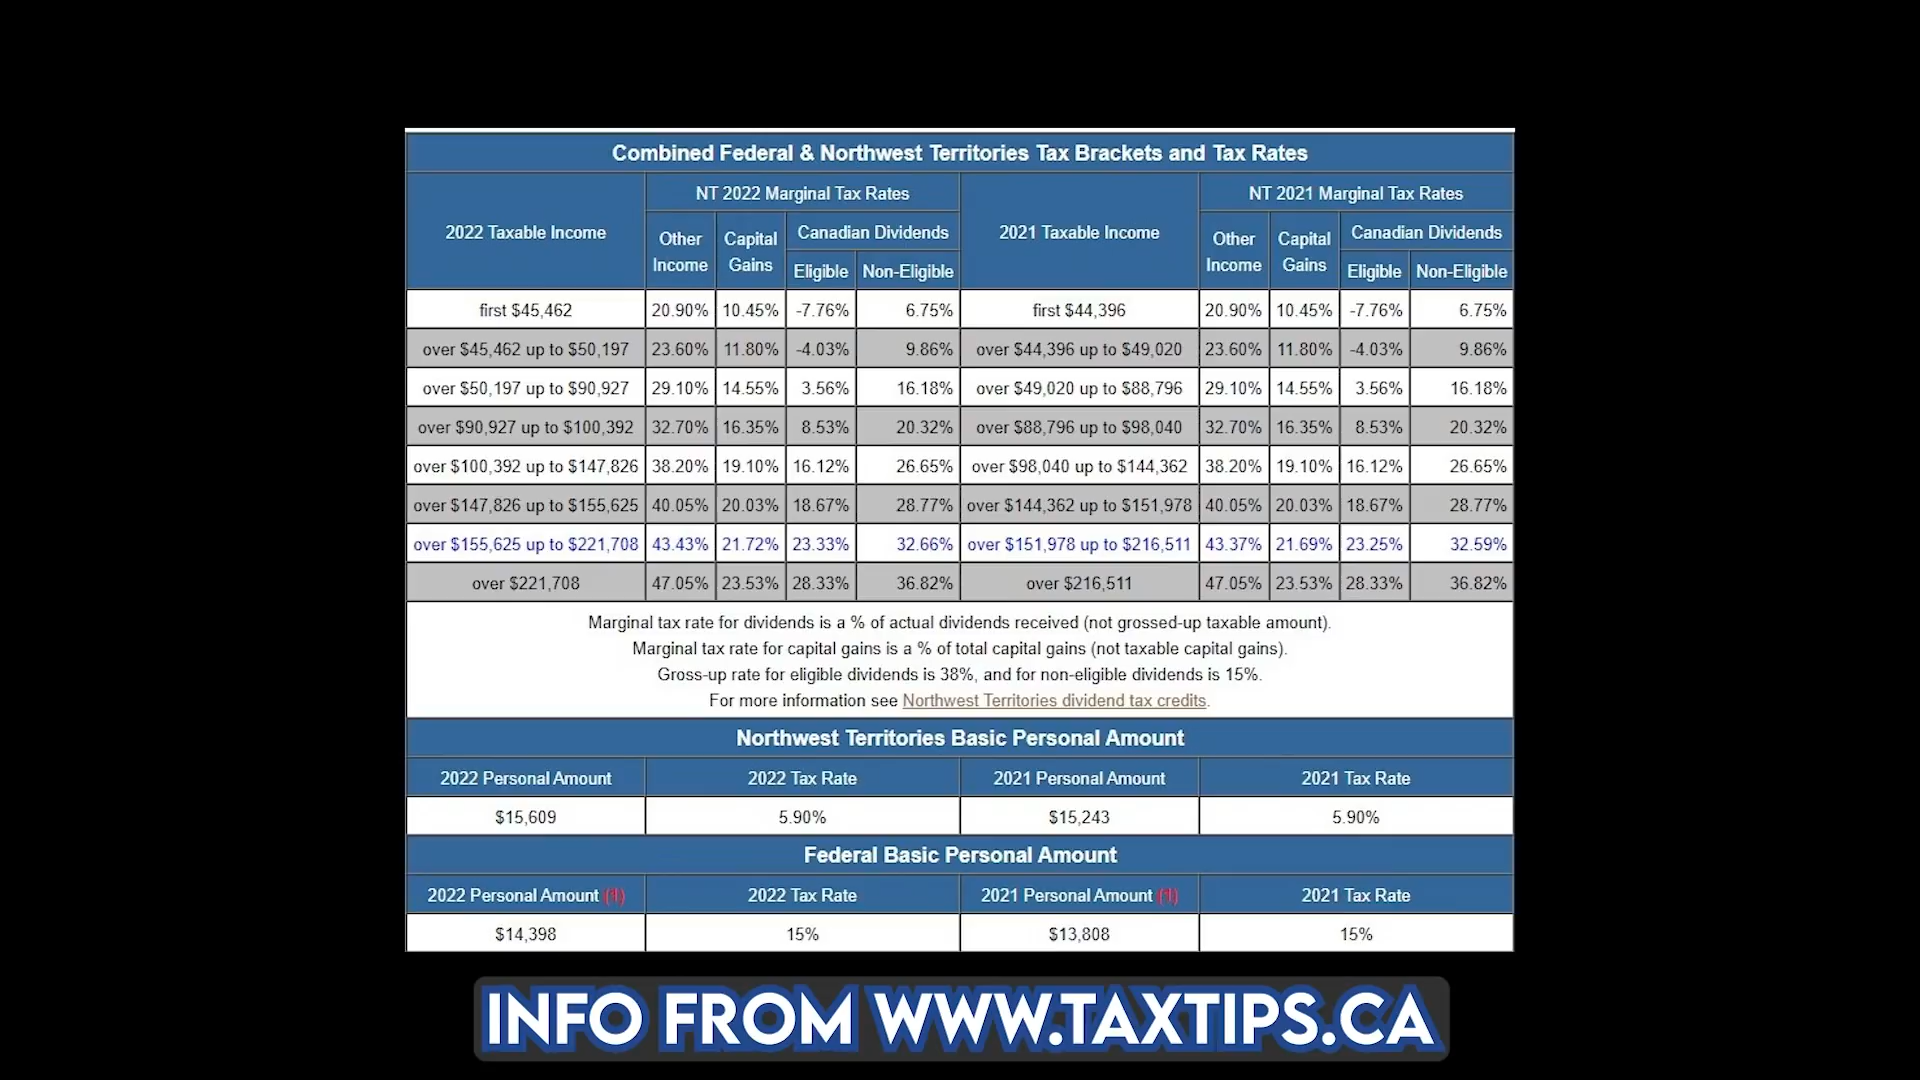 Combined Federal & Northwest Territories Tax Brackets and Tax Rates
2022 Taxable Income
NT 2022 Marginal Tax Rates
2021 Taxable Income
NT 2021 Marginal Tax Rates
Other Income
Capital Gains
Canadian Dividends
Other Income
Capital Gains
Canadian Dividends
Eligible Non-Eligible
Eligible Non-Eligible
first $45,462 20.90% 10.45% -7.76% 6.75% first $44,396 20.90% 10.45% -7.76% 6.75%
over $45,462 up to $50,197 23.60% 11.80% -4.03% 9.86% over $44,396 up to $49,020 23.60% 11.80% -4.03% 9.86%
over $50,197 up to $90,927 29.10% 14.55% 3.56% 16.18% over $49,020 up to $88,796 29.10% 14.55% 3.56% 16.18%
over $90,927 up to $100,392 32.70% 16.35% 8.53% 20.32% over $88,796 up to $98,040 32.70% 16.35% 8.53% 20.32%
over $100,392 up to $147,826 38.20% 19.10% 16.12% 26.65% over $98,040 up to $144,362 38.20% 19.10% 16.12% 26.65%
over $147,826 up to $155,625 40.05% 20.03% 18.67% 28.77% over $144,362 up to $151,978 40.05% 20.03% 18.67% 28.77%
over $155,625 up to $221,708 43.43% 21.72% 23.33% 32.66% over $151,978 up to $216,511 43.37% 21.69% 23.25% 32.59%
over $221,708 47.05% 23.53% 28.33% 36.82% over $216,511 47.05% 23.53% 28.33% 36.82%
Marginal tax rate for dividends is a % of actual dividends received (not grossed-up taxable amount).
Marginal tax rate for capital gains is a % of total capital gains (not taxable capital gains).
Gross-up rate for eligible dividends is 38%, and for non-eligible dividends is 15%.
For more information see Northwest Territories dividend tax credits.
Northwest Territories Basic Personal Amount
2022 Personal Amount 2022 Tax Rate 2021 Personal Amount 2021 Tax Rate
$15,609 5.90% $15,243 5.90%
Federal Basic Personal Amount
2022 Personal Amount (1) 2022 Tax Rate 2021 Personal Amount (1) 2021 Tax Rate
$14,398 15% $13,808 15%
INFO FROM WWW.TAXTIPS.CA